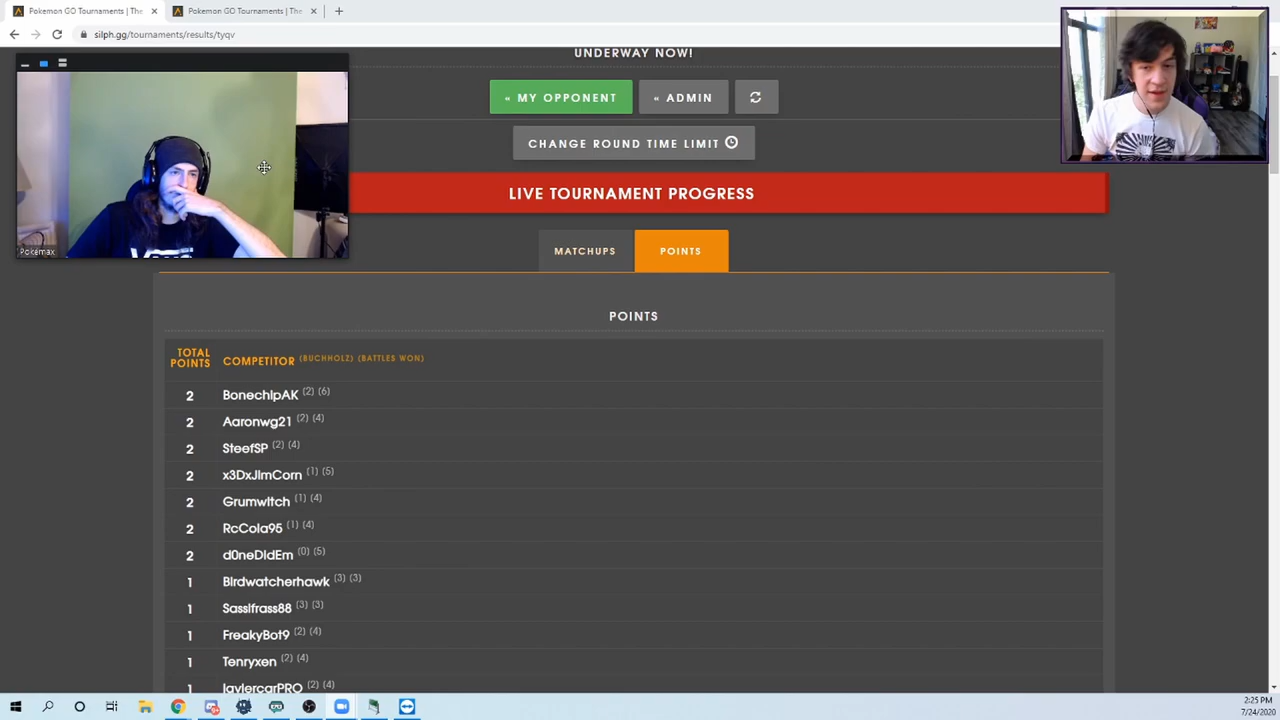 Pokemon GO Tournaments | The
Pokemon GO Tournaments | The
silph.gg/tournaments/results/tyqv
UNDERWAY NOW!
« MY OPPONENT
« ADMIN
CHANGE ROUND TIME LIMIT
LIVE TOURNAMENT PROGRESS
MATCHUPS
POINTS
Pokemax
POINTS
TOTAL POINTS COMPETITOR (BUCHHOLZ) (BATTLES WON)
2 BonechipAK (2) (6)
2 Aaronwg21 (2) (4)
2 SteefSP (2) (4)
2 x3DxJimCorn (1) (5)
2 Grumwitch (1) (4)
2 RcCola95 (1) (4)
2 d0neDidEm (0) (5)
1 Birdwatcherhawk (3) (3)
1 Sassifrass88 (3) (3)
1 FreakyBot9 (2) (4)
1 Tenryxen (2) (4)
(2) (4)
2:25 PM
7/24/2020